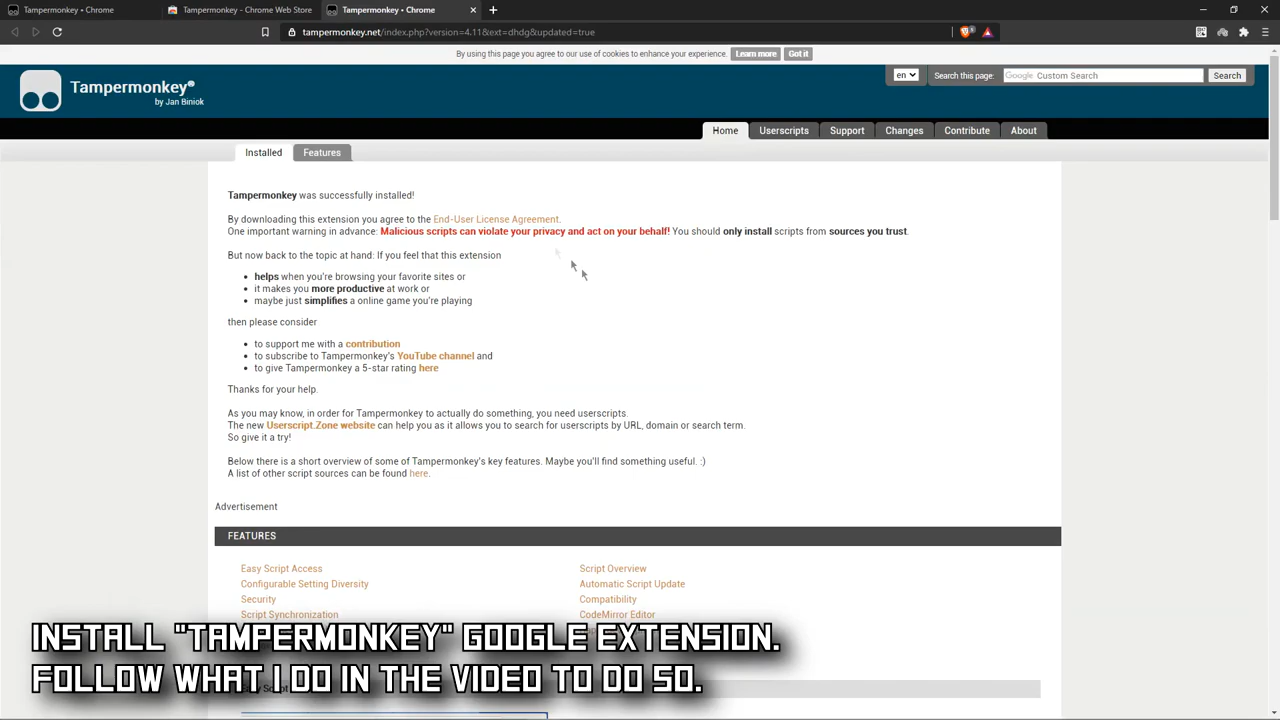 Tampermonkey • Chrome
Tampermonkey - Chrome Web Store
Tampermonkey • Chrome
tampermonkey.net/index.php?version=4.11&ext=dhdg&updated=true
By using this page you agree to our use of cookies to enhance your experience. Learn more Got it
Tampermonkey®
by Jan Biniok
en
Search this page:
Google Custom Search
Search
Home
Userscripts
Support
Changes
Contribute
About
Installed
Features
Tampermonkey was successfully installed!
By downloading this extension you agree to the End-User License Agreement.
One important warning in advance: Malicious scripts can violate your privacy and act on your behalf! You should only install scripts from sources you trust.
But now back to the topic at hand: If you feel that this extension
helps when you're browsing your favorite sites or
it makes you more productive at work or
maybe just simplifies a online game you're playing
then please consider
to support me with a contribution
to subscribe to Tampermonkey's YouTube channel and
to give Tampermonkey a 5-star rating here
Thanks for your help.
As you may know, in order for Tampermonkey to actually do something, you need userscripts.
The new Userscript.Zone website can help you as it allows you to search for userscripts by URL, domain or search term.
So give it a try!
Below there is a short overview of some of Tampermonkey's key features. Maybe you'll find something useful. :)
A list of other script sources can be found here.
Advertisement
FEATURES
Easy Script Access
Script Overview
Configurable Setting Diversity
Automatic Script Update
Security
Compatibility
Script Synchronization
CodeMirror Editor
INSTALL "TAMPERMONKEY" GOOGLE EXTENSION.
FOLLOW WHAT I DO IN THE VIDEO TO DO SO.